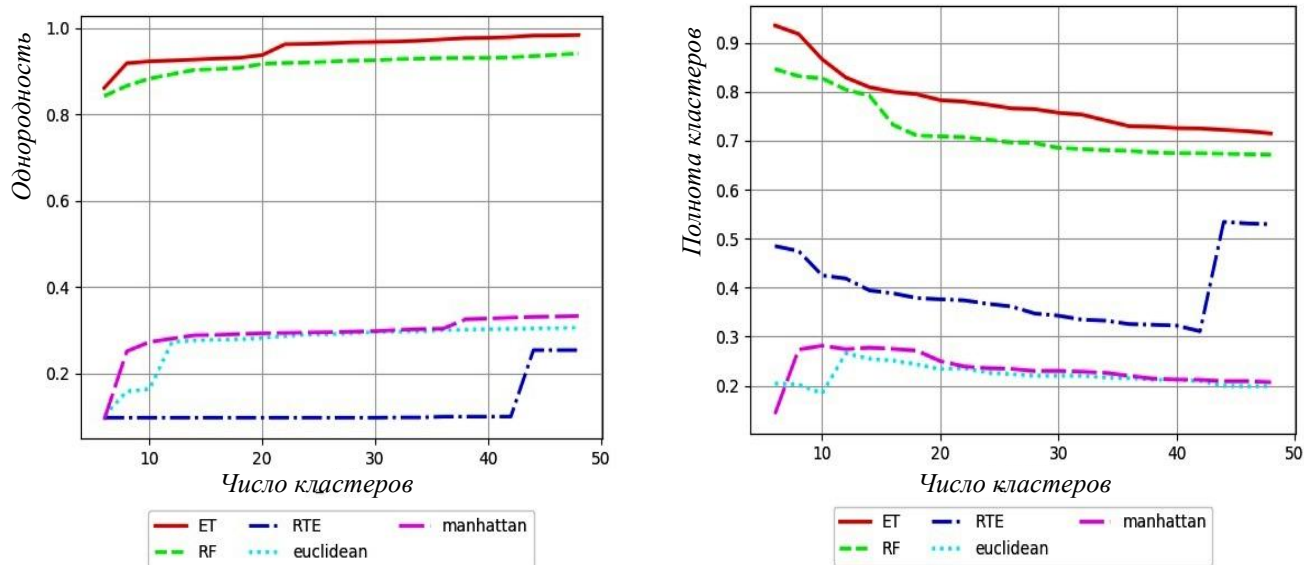 Однородность
1.0
0.8
0.6
0.4
0.2
10 20 30 40 50
Число кластеров
ET RTE manhattan
RF euclidean
Полнота кластеров
0.9
0.8
0.7
0.6
0.5
0.4
0.3
0.2
10 20 30 40 50
Число кластеров
ET RTE manhattan
RF euclidean